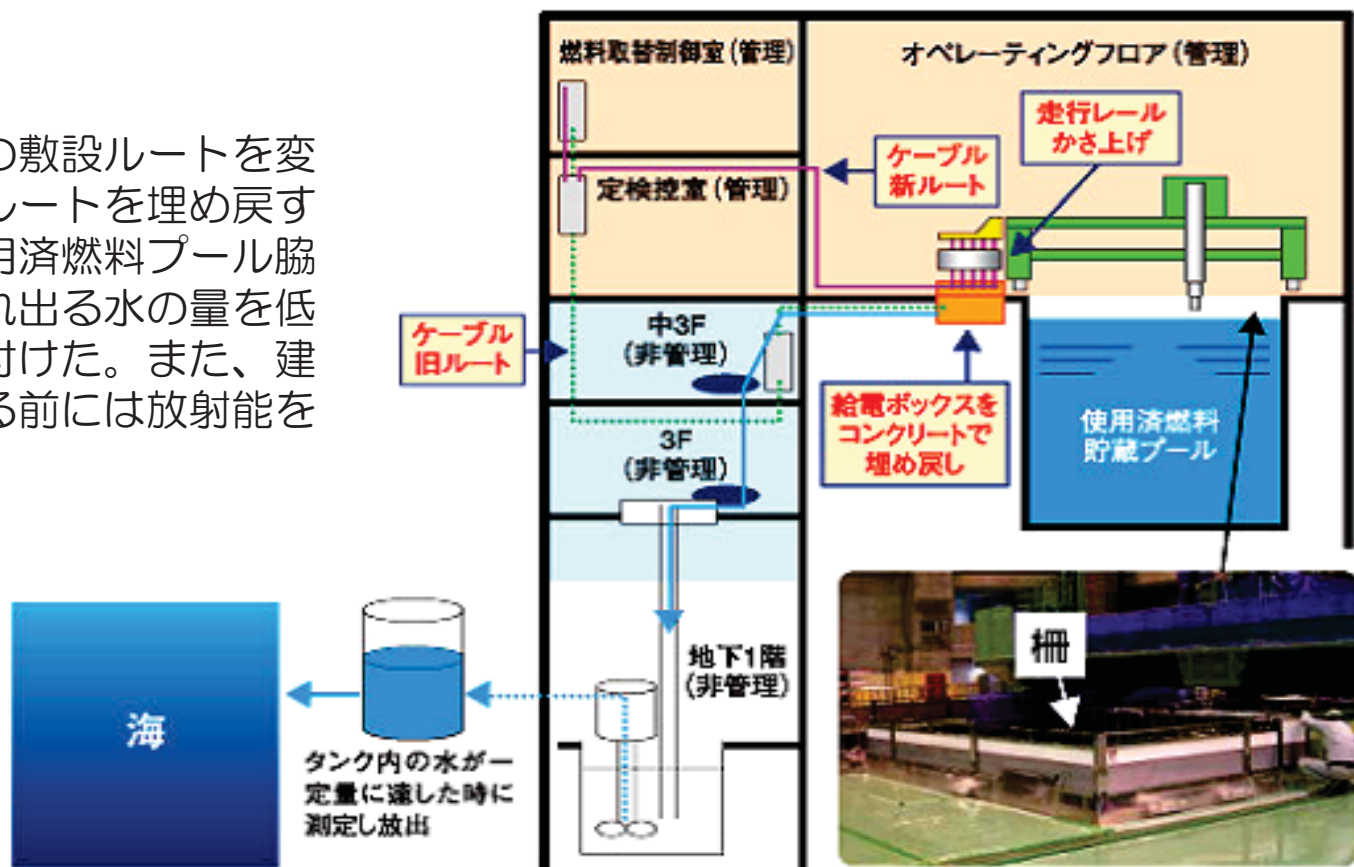 の敷設ルートを変
ルートを埋め戻す
用済燃料プール脇
れ出る水の量を低
付けた。また、建
る前には放射能を
燃料取替制御室(管理)
オペレーティングフロア(管理)
走行レール
かさ上げ
ケーブル
新ルート
定検控室(管理)
ケーブル
旧ルート
中3F
(非管理)
給電ボックスを
コンクリートで
埋め戻し
使用済燃料
貯蔵プール
3F
(非管理)
地下1階
(非管理)
柵
海
タンク内の水が一
定量に達した時に
測定し放出